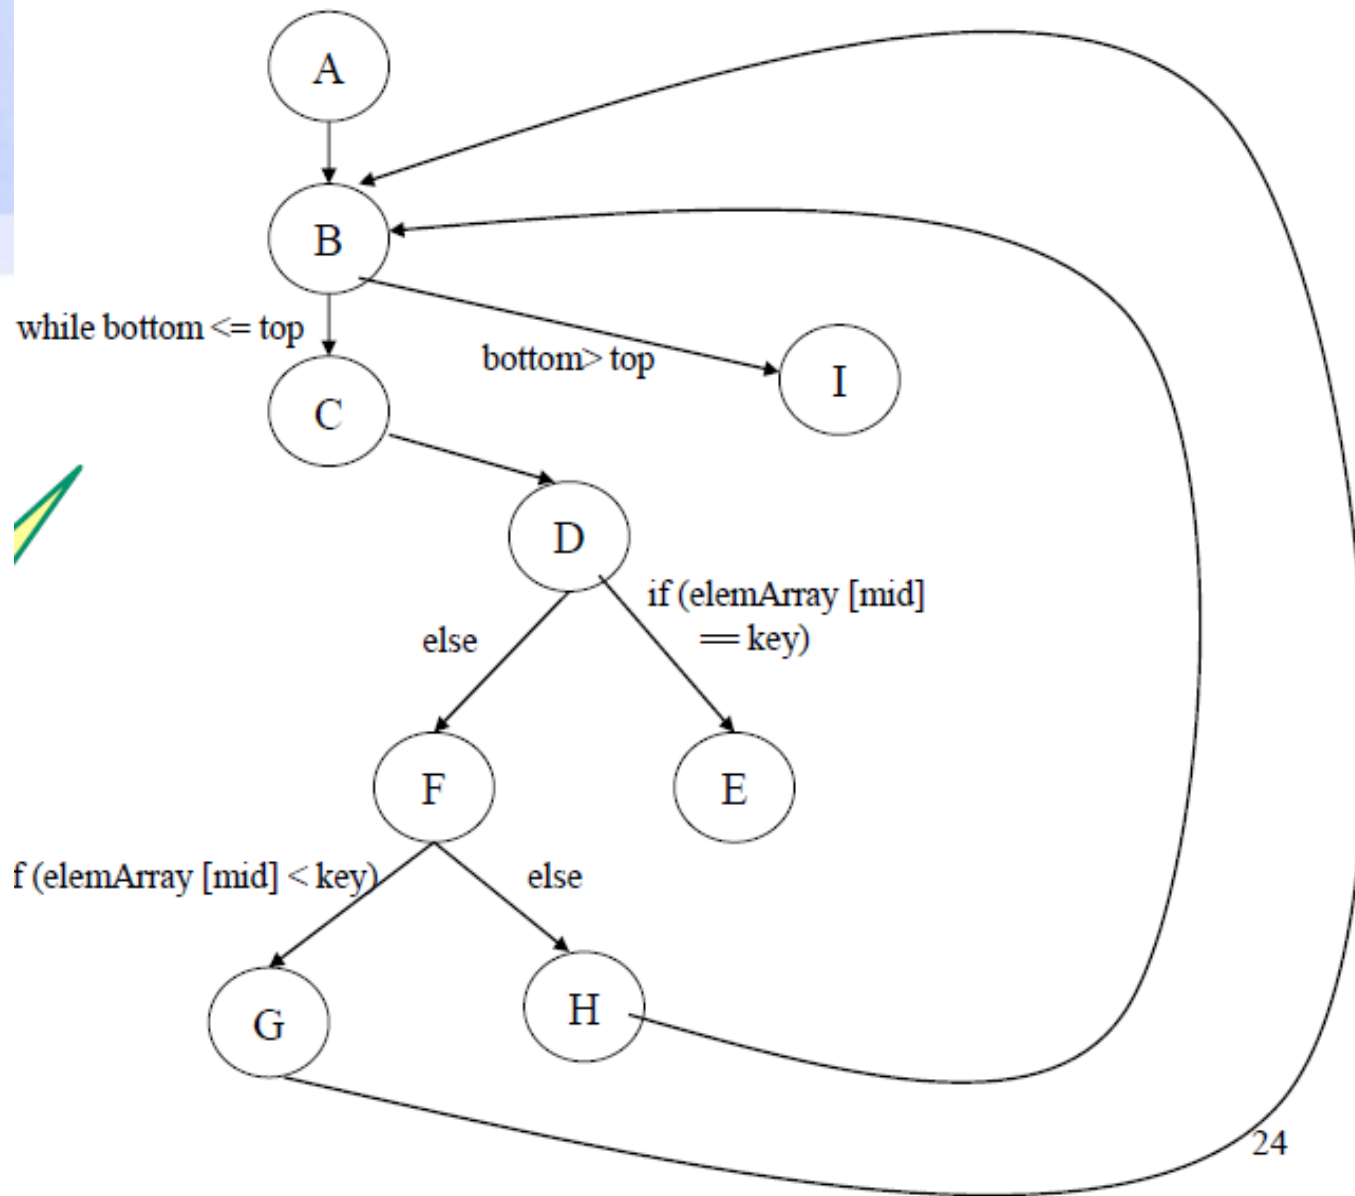 A
B
while bottom <= top
bottom> top
I
C
D
if (elemArray [mid]
== key)
else
F
E
f (elemArray [mid] < key)
else
G
H
24